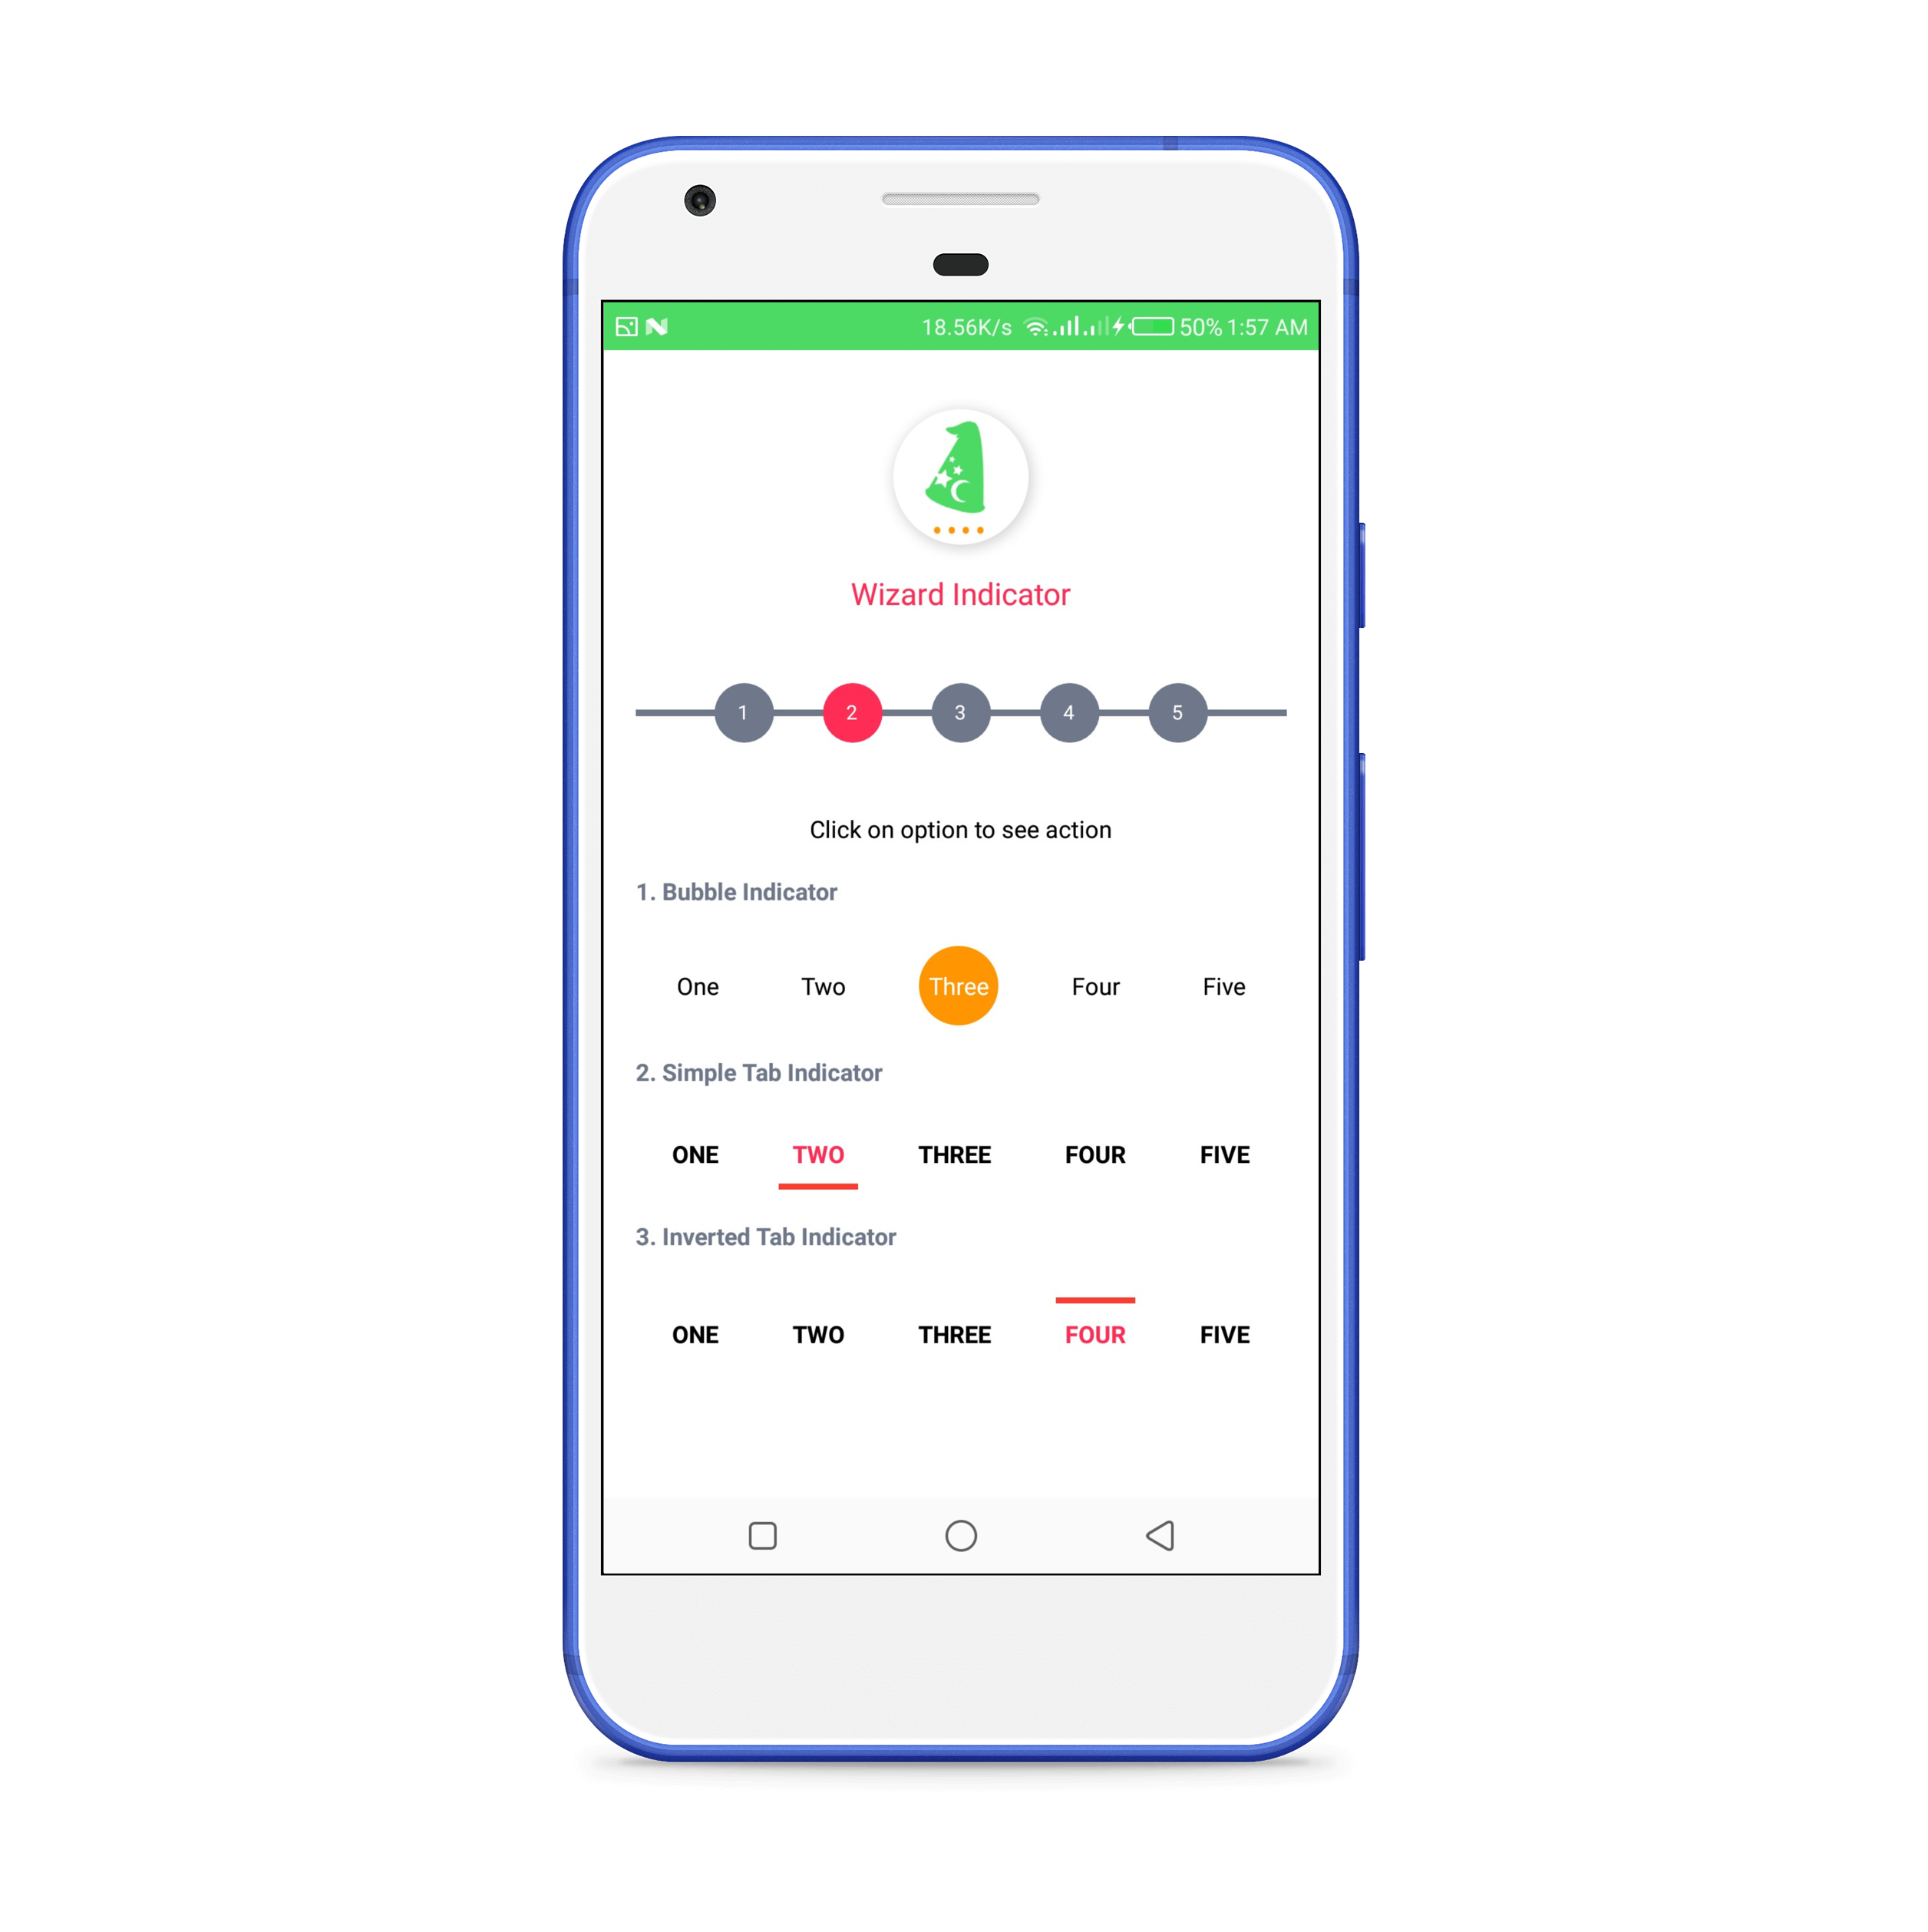 18.56K/s 50% 1:57 AM
Wizard Indicator
1 2 3 4 5
Click on option to see action
1. Bubble Indicator
One Two Three Four Five
2. Simple Tab Indicator
ONE TWO THREE FOUR FIVE
3. Inverted Tab Indicator
ONE TWO THREE FOUR FIVE